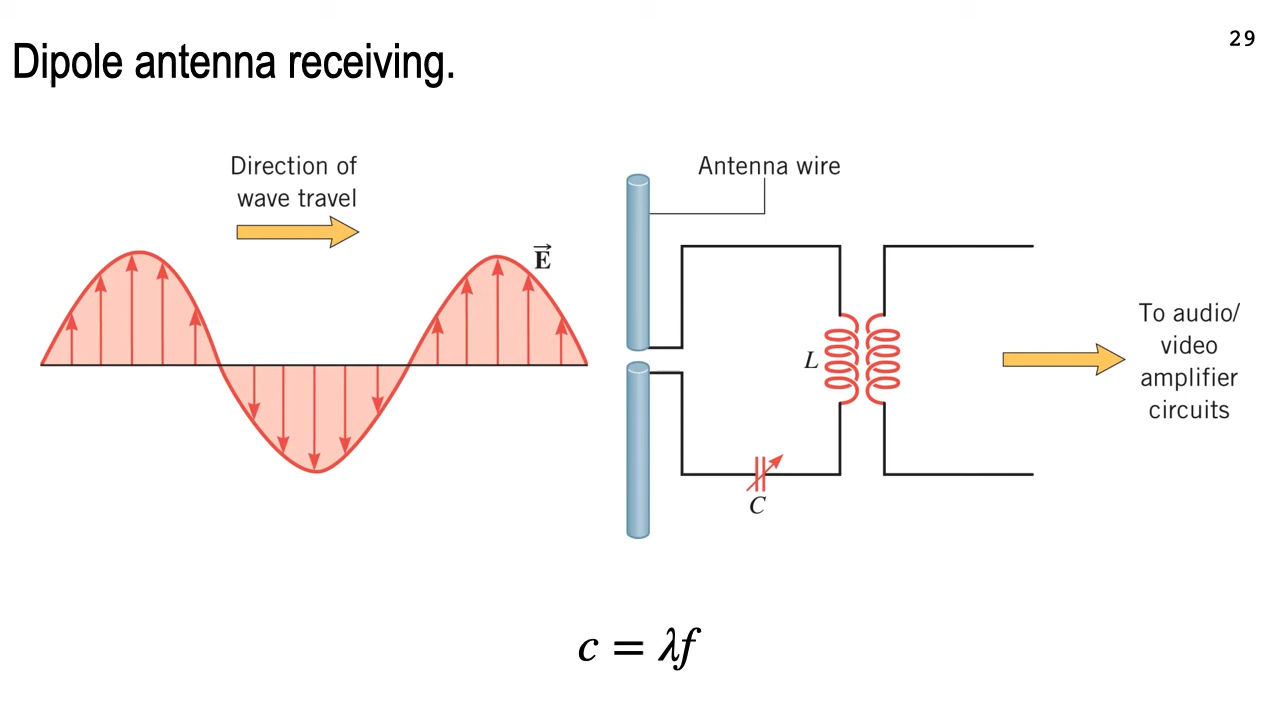 29
Dipole antenna receiving.
Direction of
wave travel
Antenna wire
E⃗
L
C
To audio/
video
amplifier
circuits
c = λf